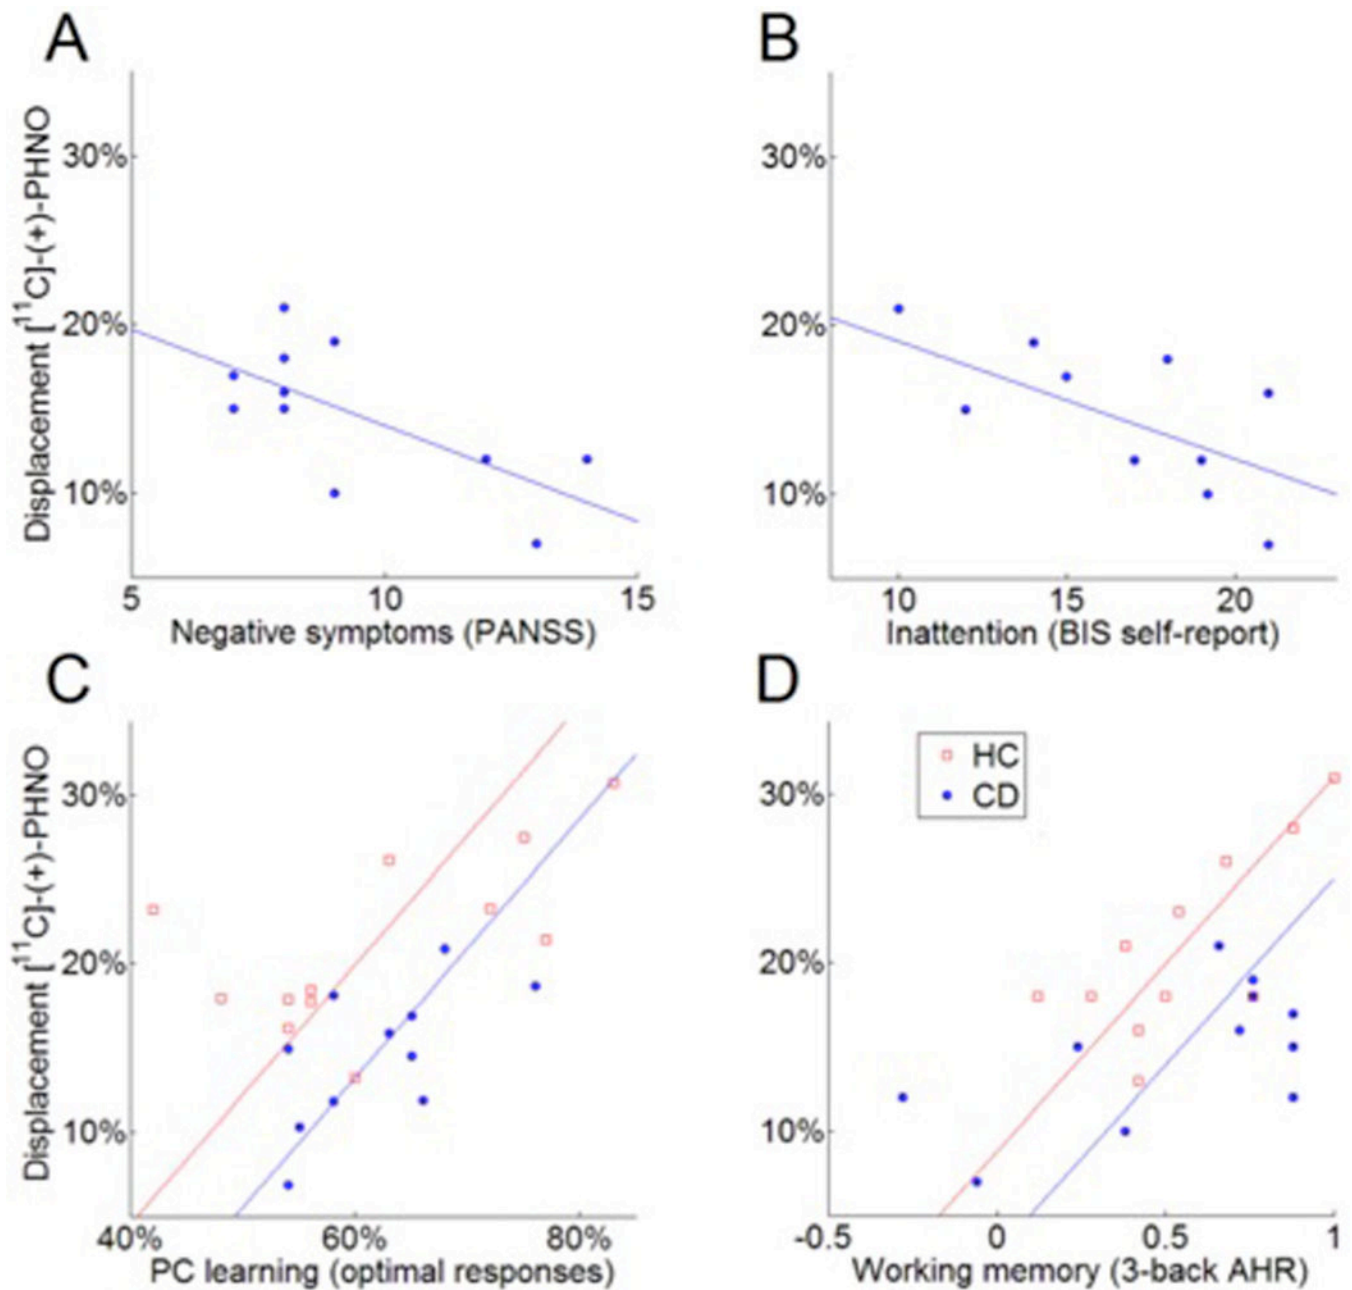 A
Displacement [¹¹C]-(+)-PHNO
30%
20%
10%
5
10
15
Negative symptoms (PANSS)
B
30%
20%
10%
10
15
20
Inattention (BIS self-report)
C
Displacement [¹¹C]-(+)-PHNO
30%
20%
10%
40%
60%
80%
PC learning (optimal responses)
D
HC
CD
30%
20%
10%
-0.5
0
0.5
1
Working memory (3-back AHR)